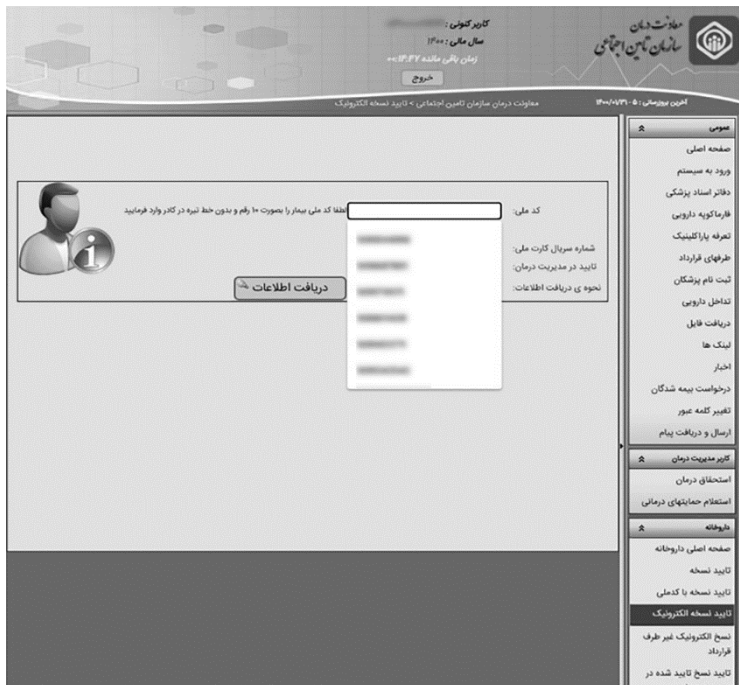 معاونت درمان
سازمان تامین اجتماعی
کاربر کنونی :
سال مالی : ۱۴۰۰
زمان باقی مانده ۰۰:۱۴:۴۷
خروج
آخرین بروزرسانی : ۵ - ۱۴۰۰/۰۱/۳۱
معاونت درمان سازمان تامین اجتماعی > تایید نسخه الکترونیک
عمومی
صفحه اصلی
ورود به سیستم
دفاتر اسناد پزشکی
فارماکوپه دارویی
تعرفه پاراکلینیک
طرفهای قرارداد
ثبت نام پزشکان
تداخل دارویی
دریافت فایل
لینک ها
اخبار
درخواست بیمه شدگان
تغییر کلمه عبور
ارسال و دریافت پیام
کاربر مدیریت درمان
استحقاق درمان
استعلام حمایتهای درمانی
داروخانه
صفحه اصلی داروخانه
تایید نسخه
تایید نسخه با کدملی
تایید نسخه الکترونیک
نسخ الکترونیک غیر طرف
قرارداد
تایید نسخ تایید شده در
کد ملی:
لطفا کد ملی بیمار را بصورت ۱۰ رقم و بدون خط تیره در کادر وارد فرمایید
شماره سریال کارت ملی:
تایید در مدیریت درمان:
نحوه ی دریافت اطلاعات:
دریافت اطلاعات